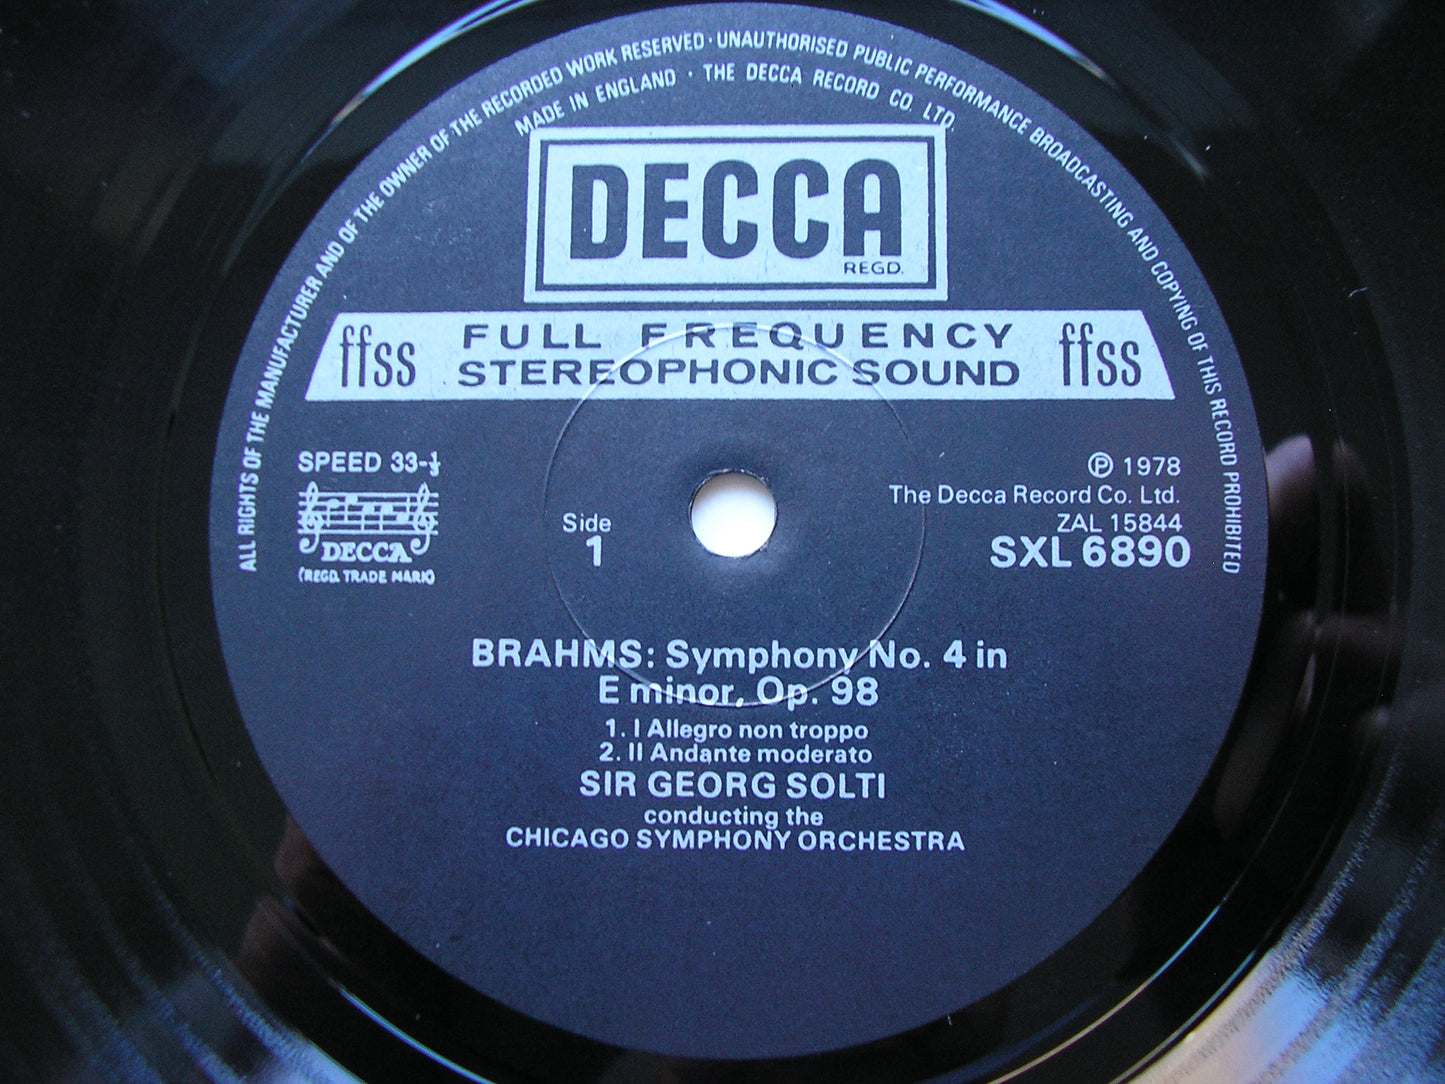 ALL RIGHTS OF THE MANUFACTURER AND OF THE OWNER OF THE RECORDED WORK RESERVED · UNAUTHORISED PUBLIC PERFORMANCE BROADCASTING AND COPYING OF THIS RECORD PROHIBITED
MADE IN ENGLAND · THE DECCA RECORD CO. LTD.
DECCA
REGD.
ffss FULL FREQUENCY STEREOPHONIC SOUND ffss
SPEED 33-⅓
DECCA
(REGD. TRADE MARK)
Side
1
℗ 1978
The Decca Record Co. Ltd.
ZAL 15844
SXL 6890
BRAHMS: Symphony No. 4 in
E minor, Op. 98
1. I Allegro non troppo
2. II Andante moderato
SIR GEORG SOLTI
conducting the
CHICAGO SYMPHONY ORCHESTRA